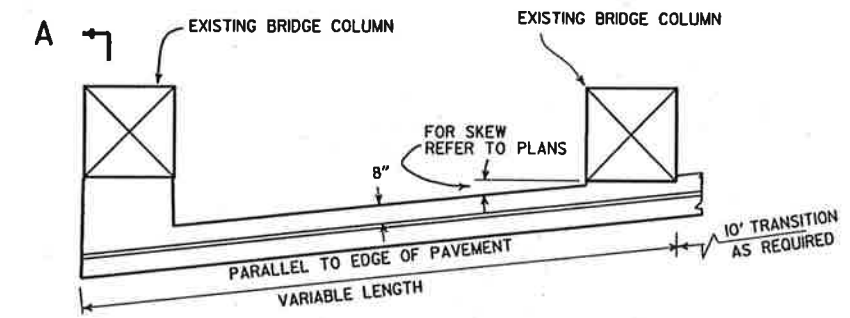 A
EXISTING BRIDGE COLUMN
EXISTING BRIDGE COLUMN
FOR SKEW
REFER TO PLANS
8"
PARALLEL TO EDGE OF PAVEMENT
VARIABLE LENGTH
10' TRANSITION
AS REQUIRED